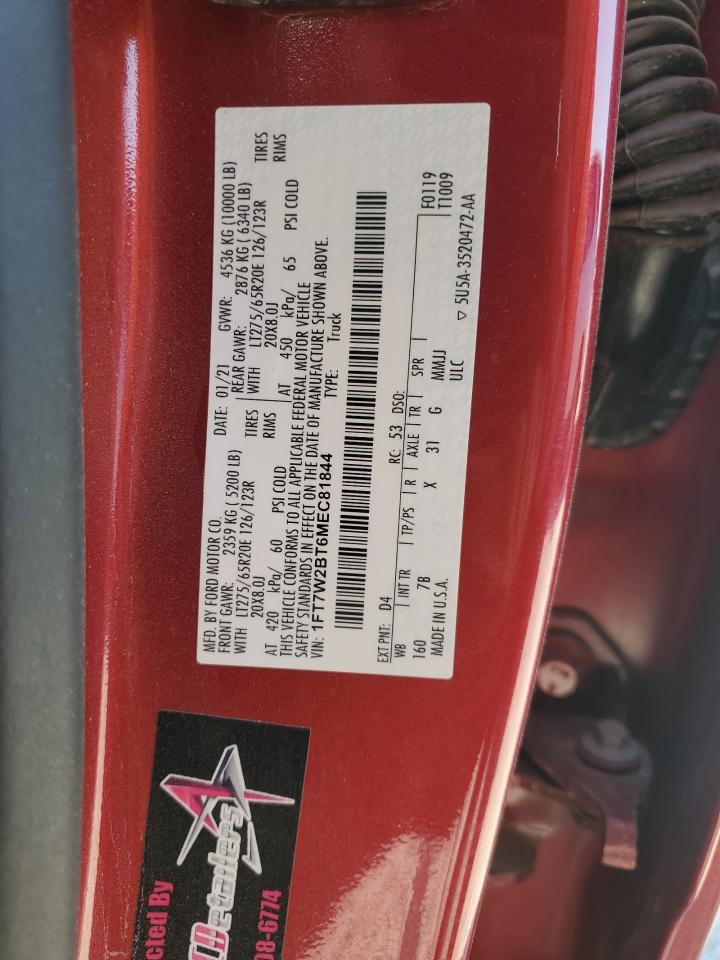 MFD. BY FORD MOTOR CO.
DATE: 01/21 GVWR: 4536 KG (10000 LB)
FRONT GAWR: 2359 KG ( 5200 LB) REAR GAWR: 2876 KG ( 6340 LB)
WITH LT275/65R20E 126/123R TIRES WITH LT275/65R20E 126/123R TIRES
20X8.0J RIMS 20X8.0J RIMS
AT 420 kPa/ 60 PSI COLD AT 450 kPa/ 65 PSI COLD
THIS VEHICLE CONFORMS TO ALL APPLICABLE FEDERAL MOTOR VEHICLE
SAFETY STANDARDS IN EFFECT ON THE DATE OF MANUFACTURE SHOWN ABOVE.
VIN: 1FT7W2BT6MEC81844 TYPE: Truck
EXT PNT: D4 RC: 53 DSO: F0119
WB INT TR TP/PS R AXLE TR SPR T1009
160 7B X 31 G MMJJ
MADE IN U.S.A. ULC ▽ 5U5A-3520472-AA
cted By
etailers
08-6774